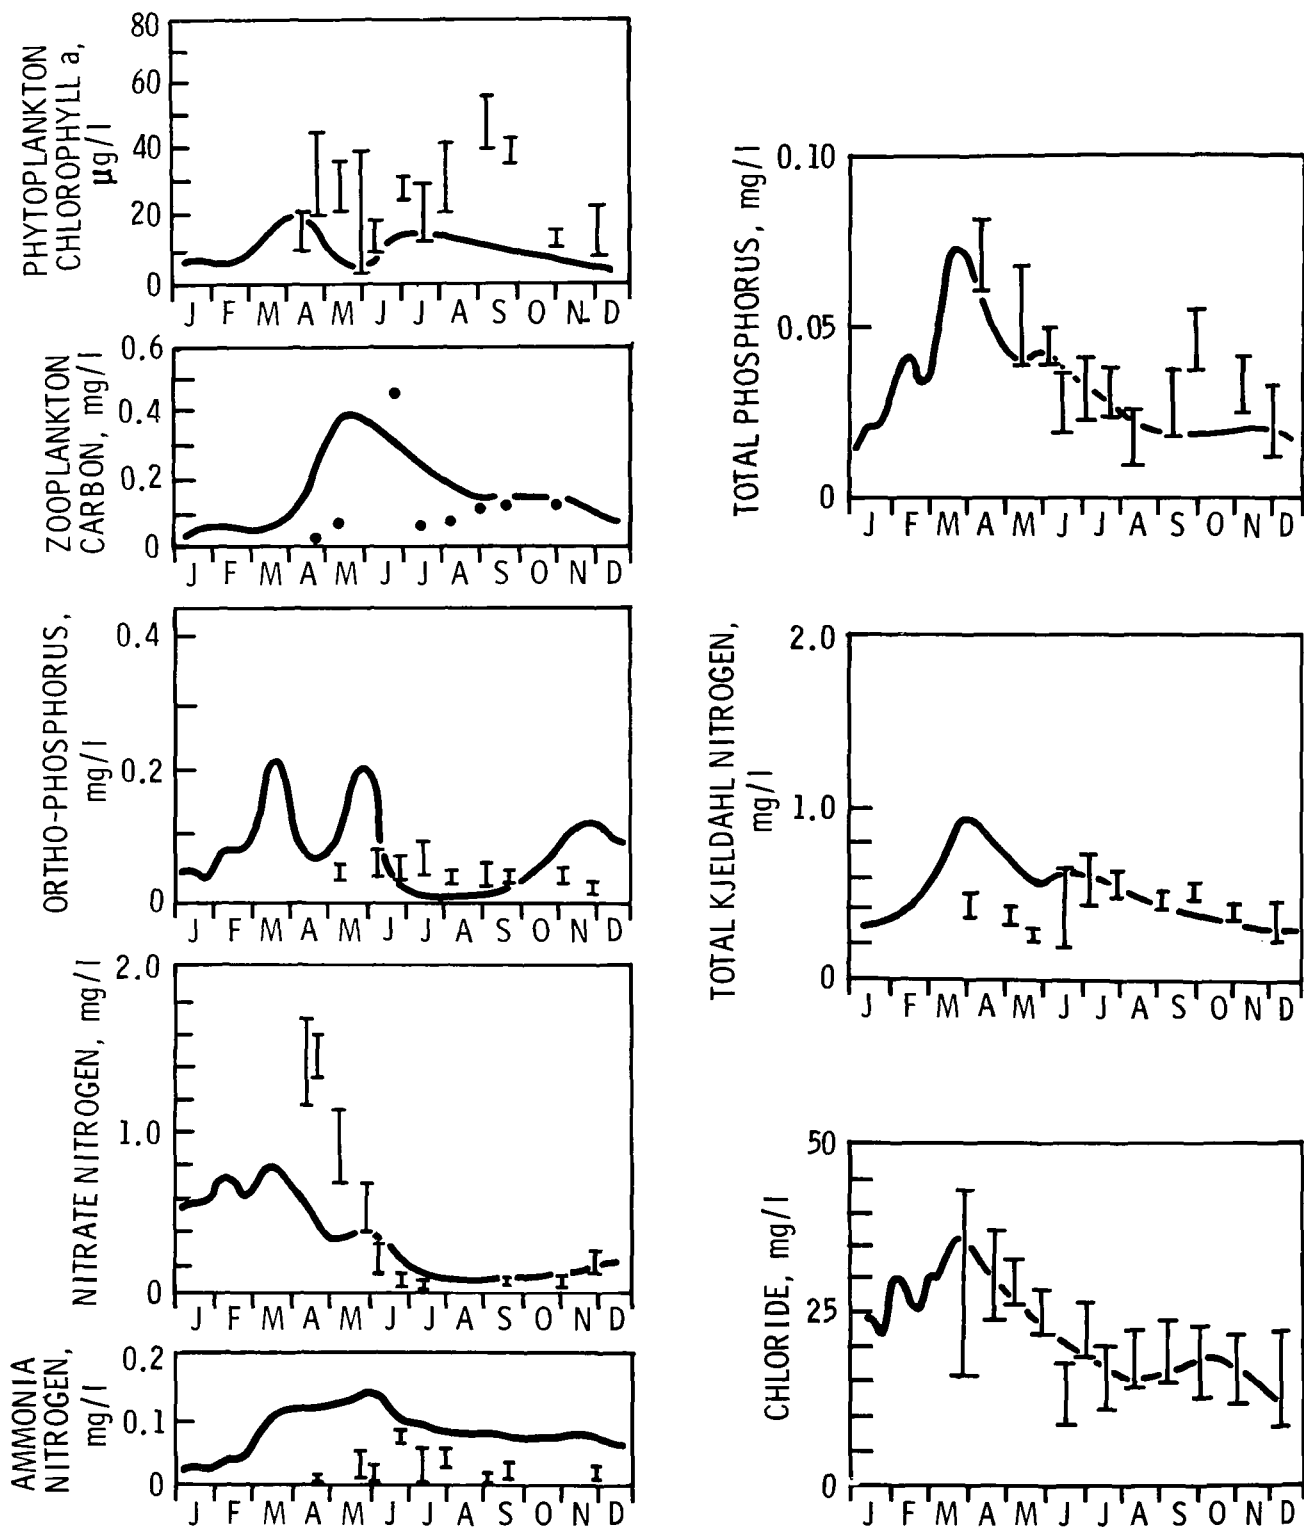 PHYTOPLANKTON
CHLOROPHYLL a,
µg/l
80
60
40
20
0
J F M A M J J A S O N D
ZOOPLANKTON
CARBON, mg/l
0.6
0.4
0.2
0
J F M A M J J A S O N D
ORTHO-PHOSPHORUS,
mg/l
0.4
0.2
0
J F M A M J J A S O N D
NITRATE NITROGEN, mg/l
2.0
1.0
0
J F M A M J J A S O N D
AMMONIA
NITROGEN,
mg/l
0.2
0.1
0
J F M A M J J A S O N D
TOTAL PHOSPHORUS, mg/l
0.10
0.05
0
J F M A M J J A S O N D
TOTAL KJELDAHL NITROGEN,
mg/l
2.0
1.0
0
J F M A M J J A S O N D
CHLORIDE, mg/l
50
25
0
J F M A M J J A S O N D